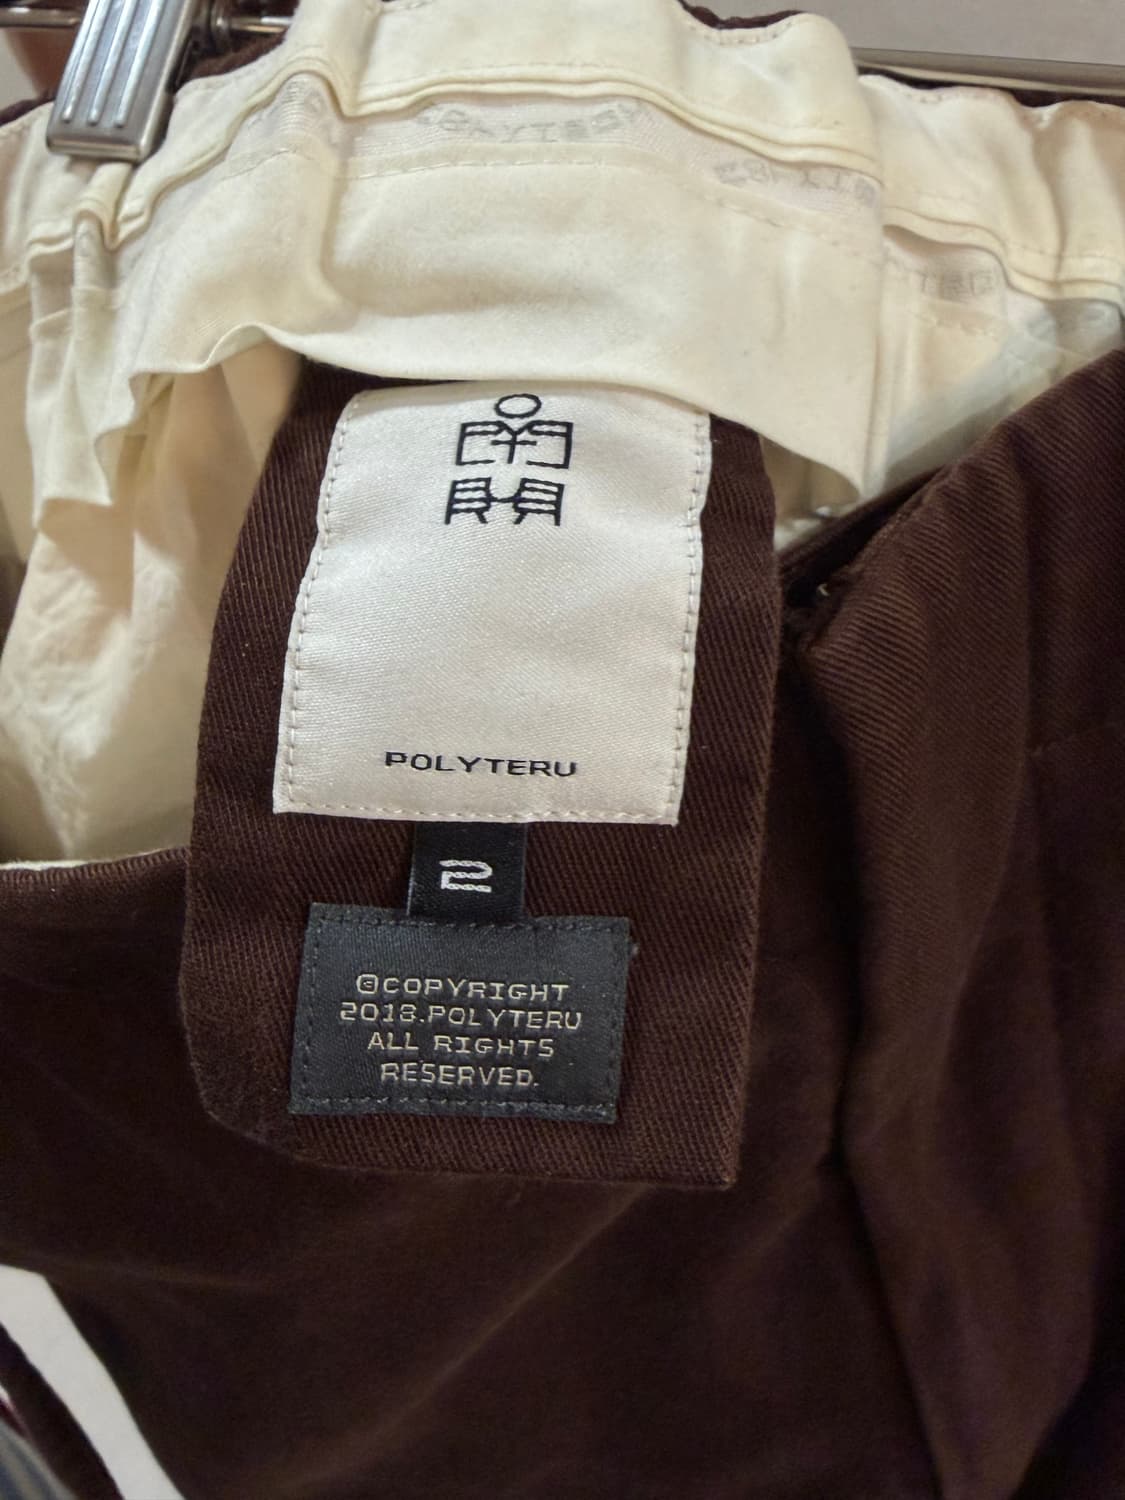 POLYTERU
2
©COPYRIGHT
2018.POLYTERU
ALL RIGHTS
RESERVED.